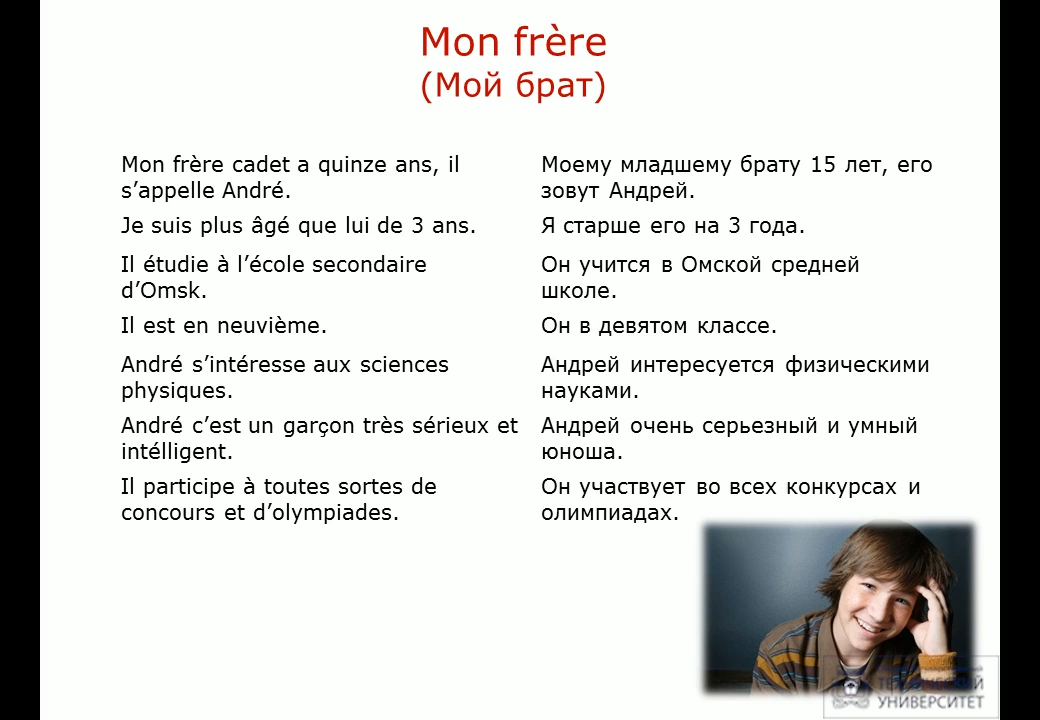 Mon frère
(Мой брат)
Mon frère cadet a quinze ans, il
s’appelle André.
Je suis plus âgé que lui de 3 ans.
Il étudie à l’école secondaire
d’Omsk.
Il est en neuvième.
André s’intéresse aux sciences
physiques.
André c’est un garçon très sérieux et
intélligent.
Il participe à toutes sortes de
concours et d’olympiades.
Моему младшему брату 15 лет, его
зовут Андрей.
Я старше его на 3 года.
Он учится в Омской средней
школе.
Он в девятом классе.
Андрей интересуется физическими
науками.
Андрей очень серьезный и умный
юноша.
Он участвует во всех конкурсах и
олимпиадах.
УНИВЕРСИТЕТ